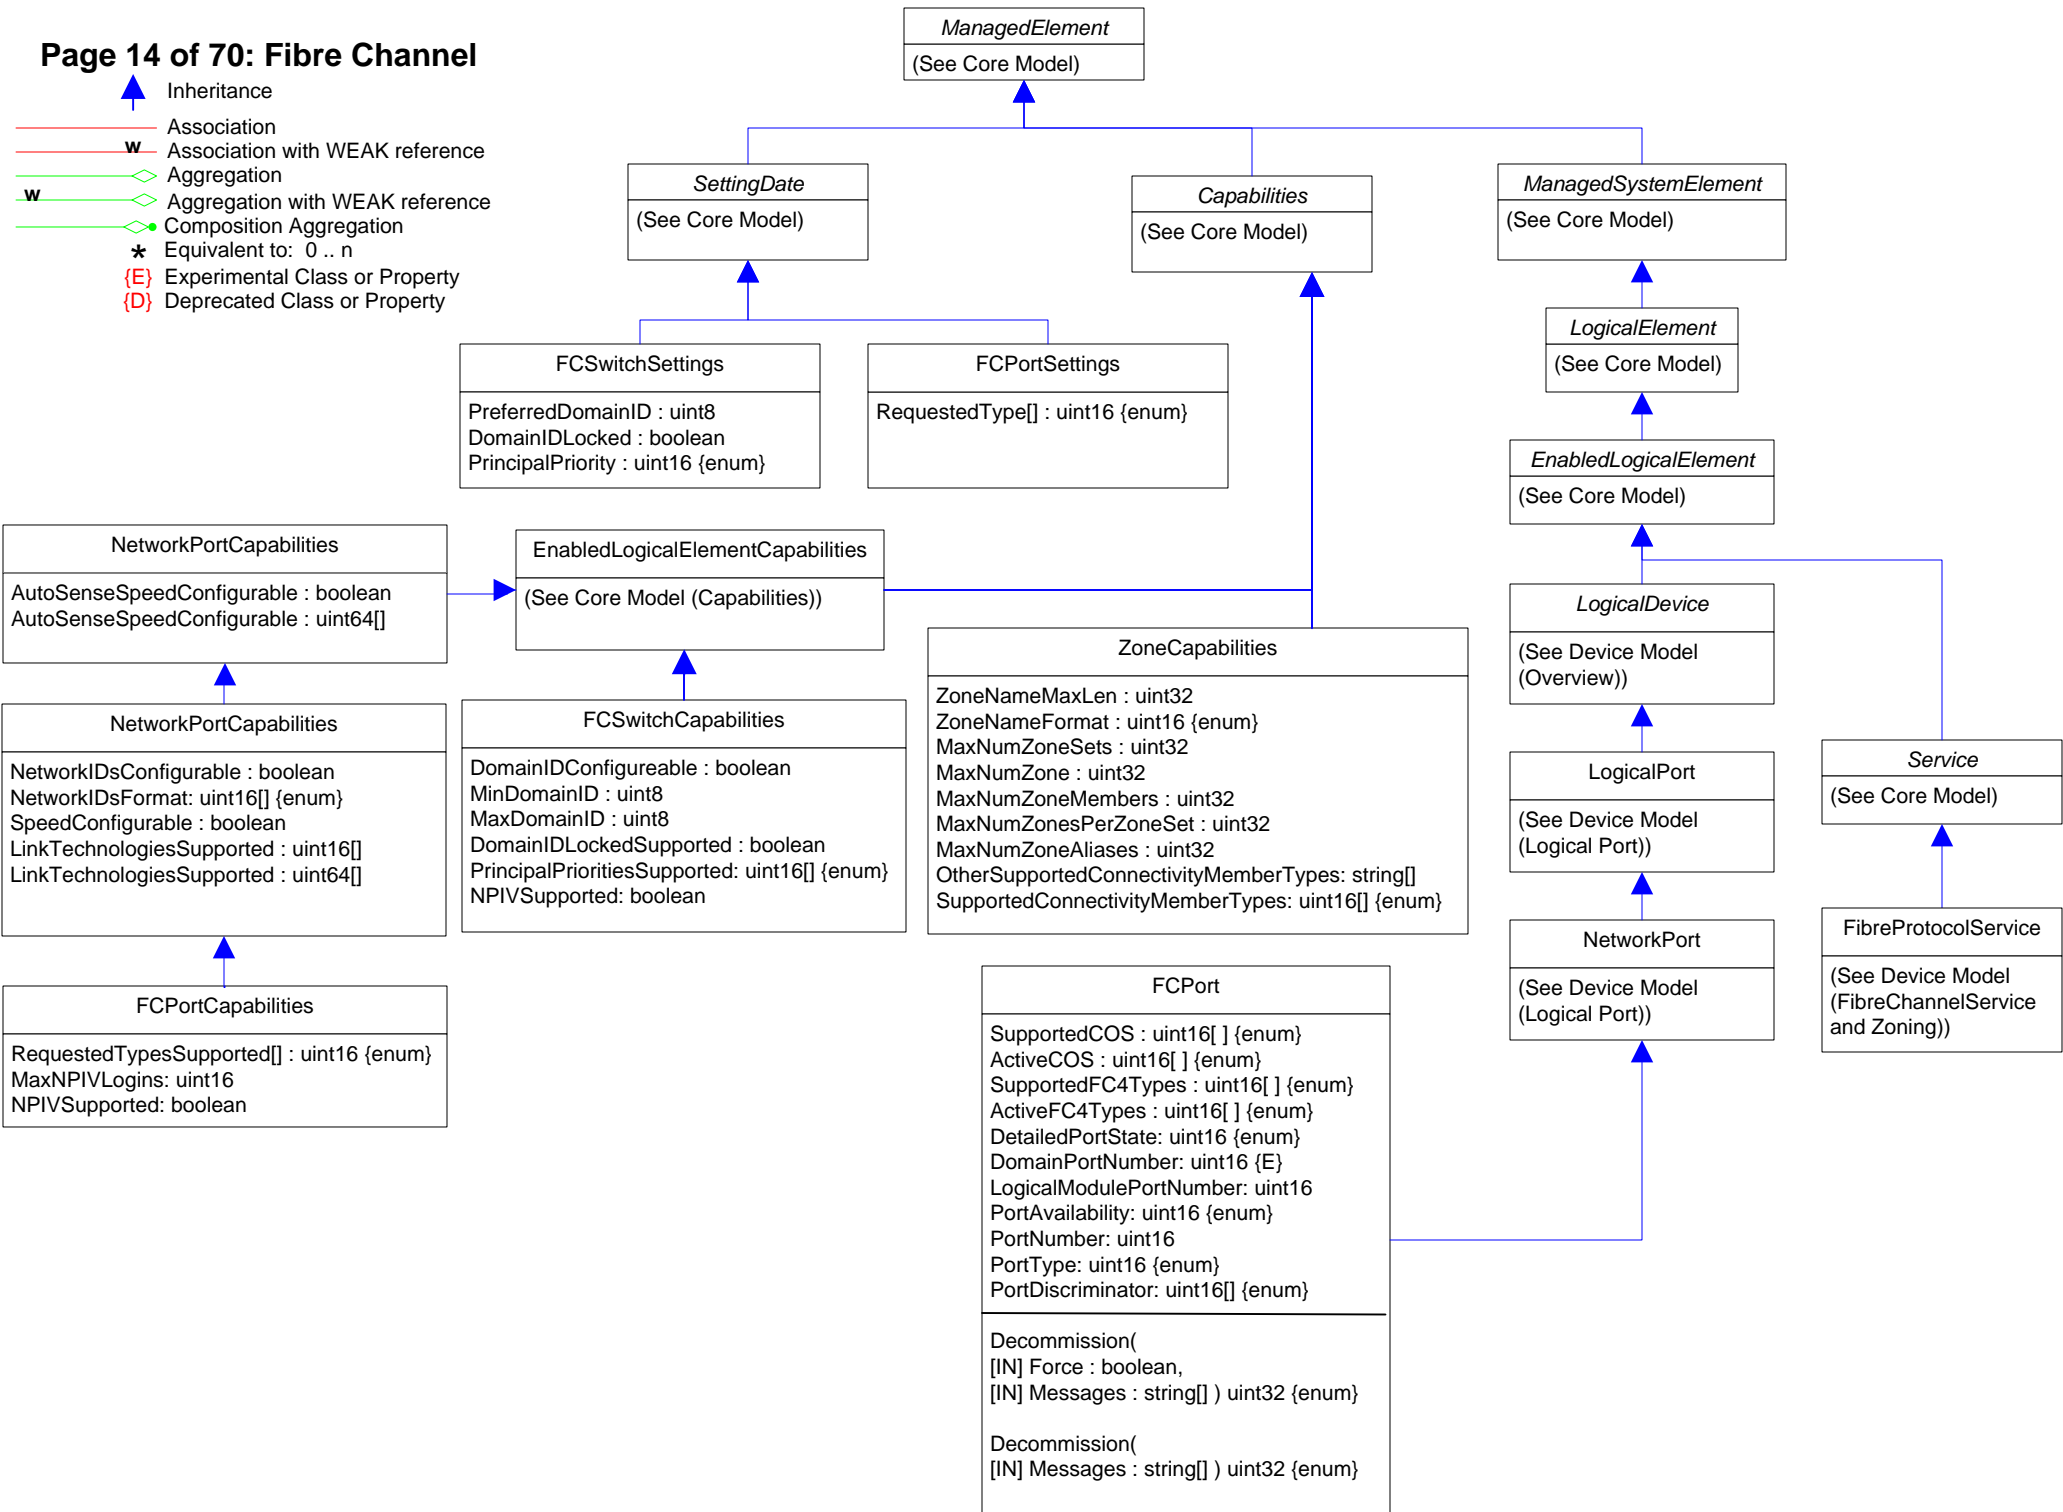 Page 14 of 70: Fibre Channel
Inheritance
Association
w
Association with WEAK reference
Aggregation
w
Aggregation with WEAK reference
Composition Aggregation
* Equivalent to: 0 .. n
{E} Experimental Class or Property
{D} Deprecated Class or Property
ManagedElement
(See Core Model)
SettingDate
(See Core Model)
Capabilities
(See Core Model)
ManagedSystemElement
(See Core Model)
LogicalElement
(See Core Model)
FCSwitchSettings
PreferredDomainID : uint8
DomainIDLocked : boolean
PrincipalPriority : uint16 {enum}
FCPortSettings
RequestedType[] : uint16 {enum}
EnabledLogicalElement
(See Core Model)
NetworkPortCapabilities
AutoSenseSpeedConfigurable : boolean
AutoSenseSpeedConfigurable : uint64[]
EnabledLogicalElementCapabilities
(See Core Model (Capabilities))
LogicalDevice
(See Device Model
(Overview))
ZoneCapabilities
ZoneNameMaxLen : uint32
ZoneNameFormat : uint16 {enum}
MaxNumZoneSets : uint32
MaxNumZone : uint32
MaxNumZoneMembers : uint32
MaxNumZonesPerZoneSet : uint32
MaxNumZoneAliases : uint32
OtherSupportedConnectivityMemberTypes: string[]
SupportedConnectivityMemberTypes: uint16[] {enum}
NetworkPortCapabilities
NetworkIDsConfigurable : boolean
NetworkIDsFormat: uint16[] {enum}
SpeedConfigurable : boolean
LinkTechnologiesSupported : uint16[]
LinkTechnologiesSupported : uint64[]
FCSwitchCapabilities
DomainIDConfigureable : boolean
MinDomainID : uint8
MaxDomainID : uint8
DomainIDLockedSupported : boolean
PrincipalPrioritiesSupported: uint16[] {enum}
NPIVSupported: boolean
LogicalPort
(See Device Model
(Logical Port))
Service
(See Core Model)
NetworkPort
(See Device Model
(Logical Port))
FibreProtocolService
(See Device Model
(FibreChannelService
and Zoning))
FCPortCapabilities
RequestedTypesSupported[] : uint16 {enum}
MaxNPIVLogins: uint16
NPIVSupported: boolean
FCPort
SupportedCOS : uint16[ ] {enum}
ActiveCOS : uint16[ ] {enum}
SupportedFC4Types : uint16[ ] {enum}
ActiveFC4Types : uint16[ ] {enum}
DetailedPortState: uint16 {enum}
DomainPortNumber: uint16 {E}
LogicalModulePortNumber: uint16
PortAvailability: uint16 {enum}
PortNumber: uint16
PortType: uint16 {enum}
PortDiscriminator: uint16[] {enum}
Decommission(
[IN] Force : boolean,
[IN] Messages : string[] ) uint32 {enum}
Decommission(
[IN] Messages : string[] ) uint32 {enum}